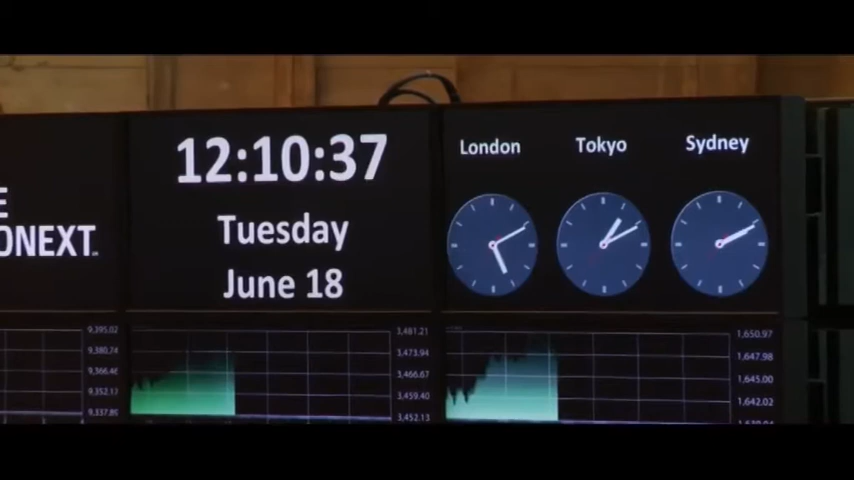 12:10:37
Tuesday
June 18
London
Tokyo
Sydney
E
ONEXT
9,395.02
9,380.74
9,366.46
9,352.17
9,337.89
3,481.21
3,473.94
3,466.67
3,459.40
3,452.13
1,650.97
1,647.98
1,645.00
1,642.02